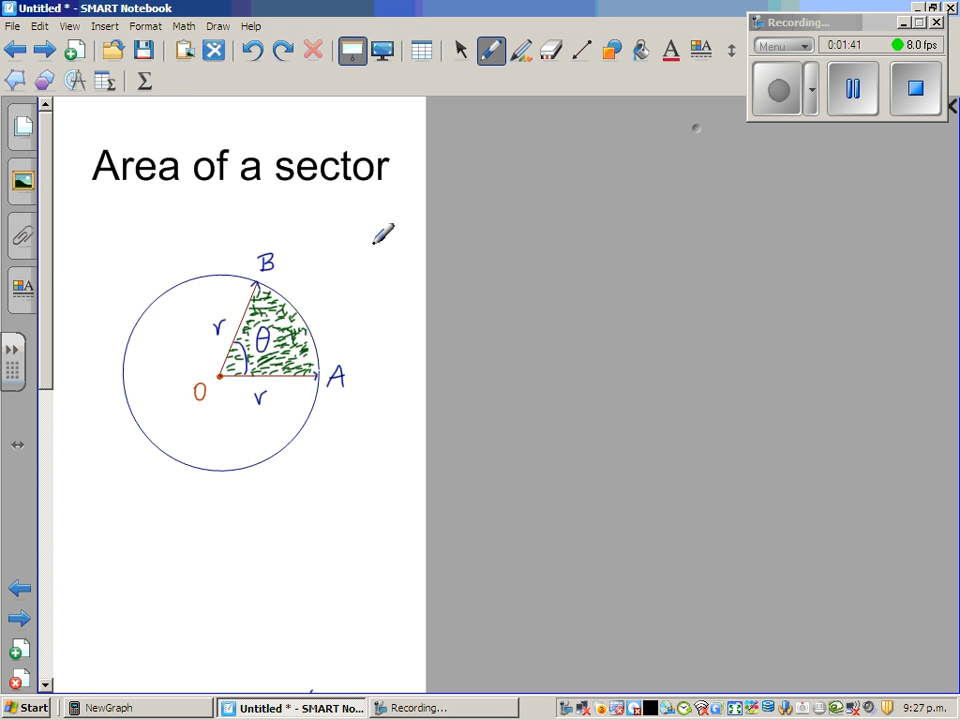 Untitled * - SMART Notebook
File Edit View Insert Format Math Draw Help
Recording...
Menu 0:01:41 8.0 fps
Area of a sector
B
r θ
O r A
Start NewGraph Untitled * - SMART No... Recording... 9:27 p.m.